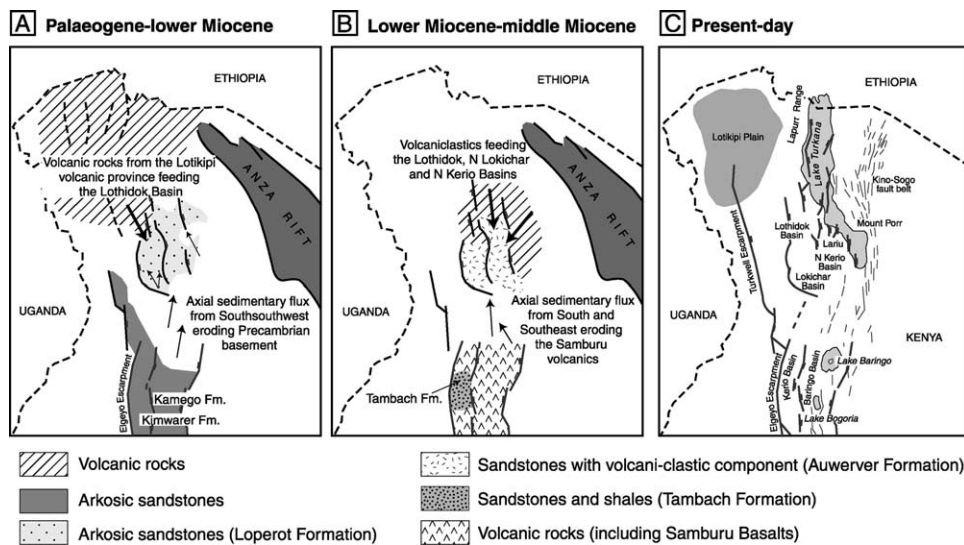 A Palaeogene-lower Miocene
ETHIOPIA
Volcanic rocks from the Lotikipi
volcanic province feeding
the Lothidok Basin
ANZA RIFT
UGANDA
Axial sedimentary flux
from Southsouthwest
eroding Precambrian
basement
Elgeyo Escarpment
Kamego Fm.
Kimwarer Fm.
B Lower Miocene-middle Miocene
ETHIOPIA
Volcaniclastics feeding
the Lothidok, N Lokichar
and N Kerio Basins
ANZA RIFT
UGANDA
Axial sedimentary flux
from South and
Southeast eroding
the Samburu
volcanics
Tambach Fm.
C Present-day
ETHIOPIA
Lapurr Range
Lotikipi Plain
Lake Turkana
Kino-Sogo
fault belt
Turkwell Escarpment
Lothidok
Basin
Mount Porr
Lariu
N Kerio
Basin
Lokichar
Basin
UGANDA
KENYA
Elgeyo Escarpment
Kerio Basin
Baringo Basin
Lake Baringo
Lake Bogoria
Volcanic rocks
Arkosic sandstones
Arkosic sandstones (Loperot Formation)
Sandstones with volcani-clastic component (Auwerver Formation)
Sandstones and shales (Tambach Formation)
Volcanic rocks (including Samburu Basalts)